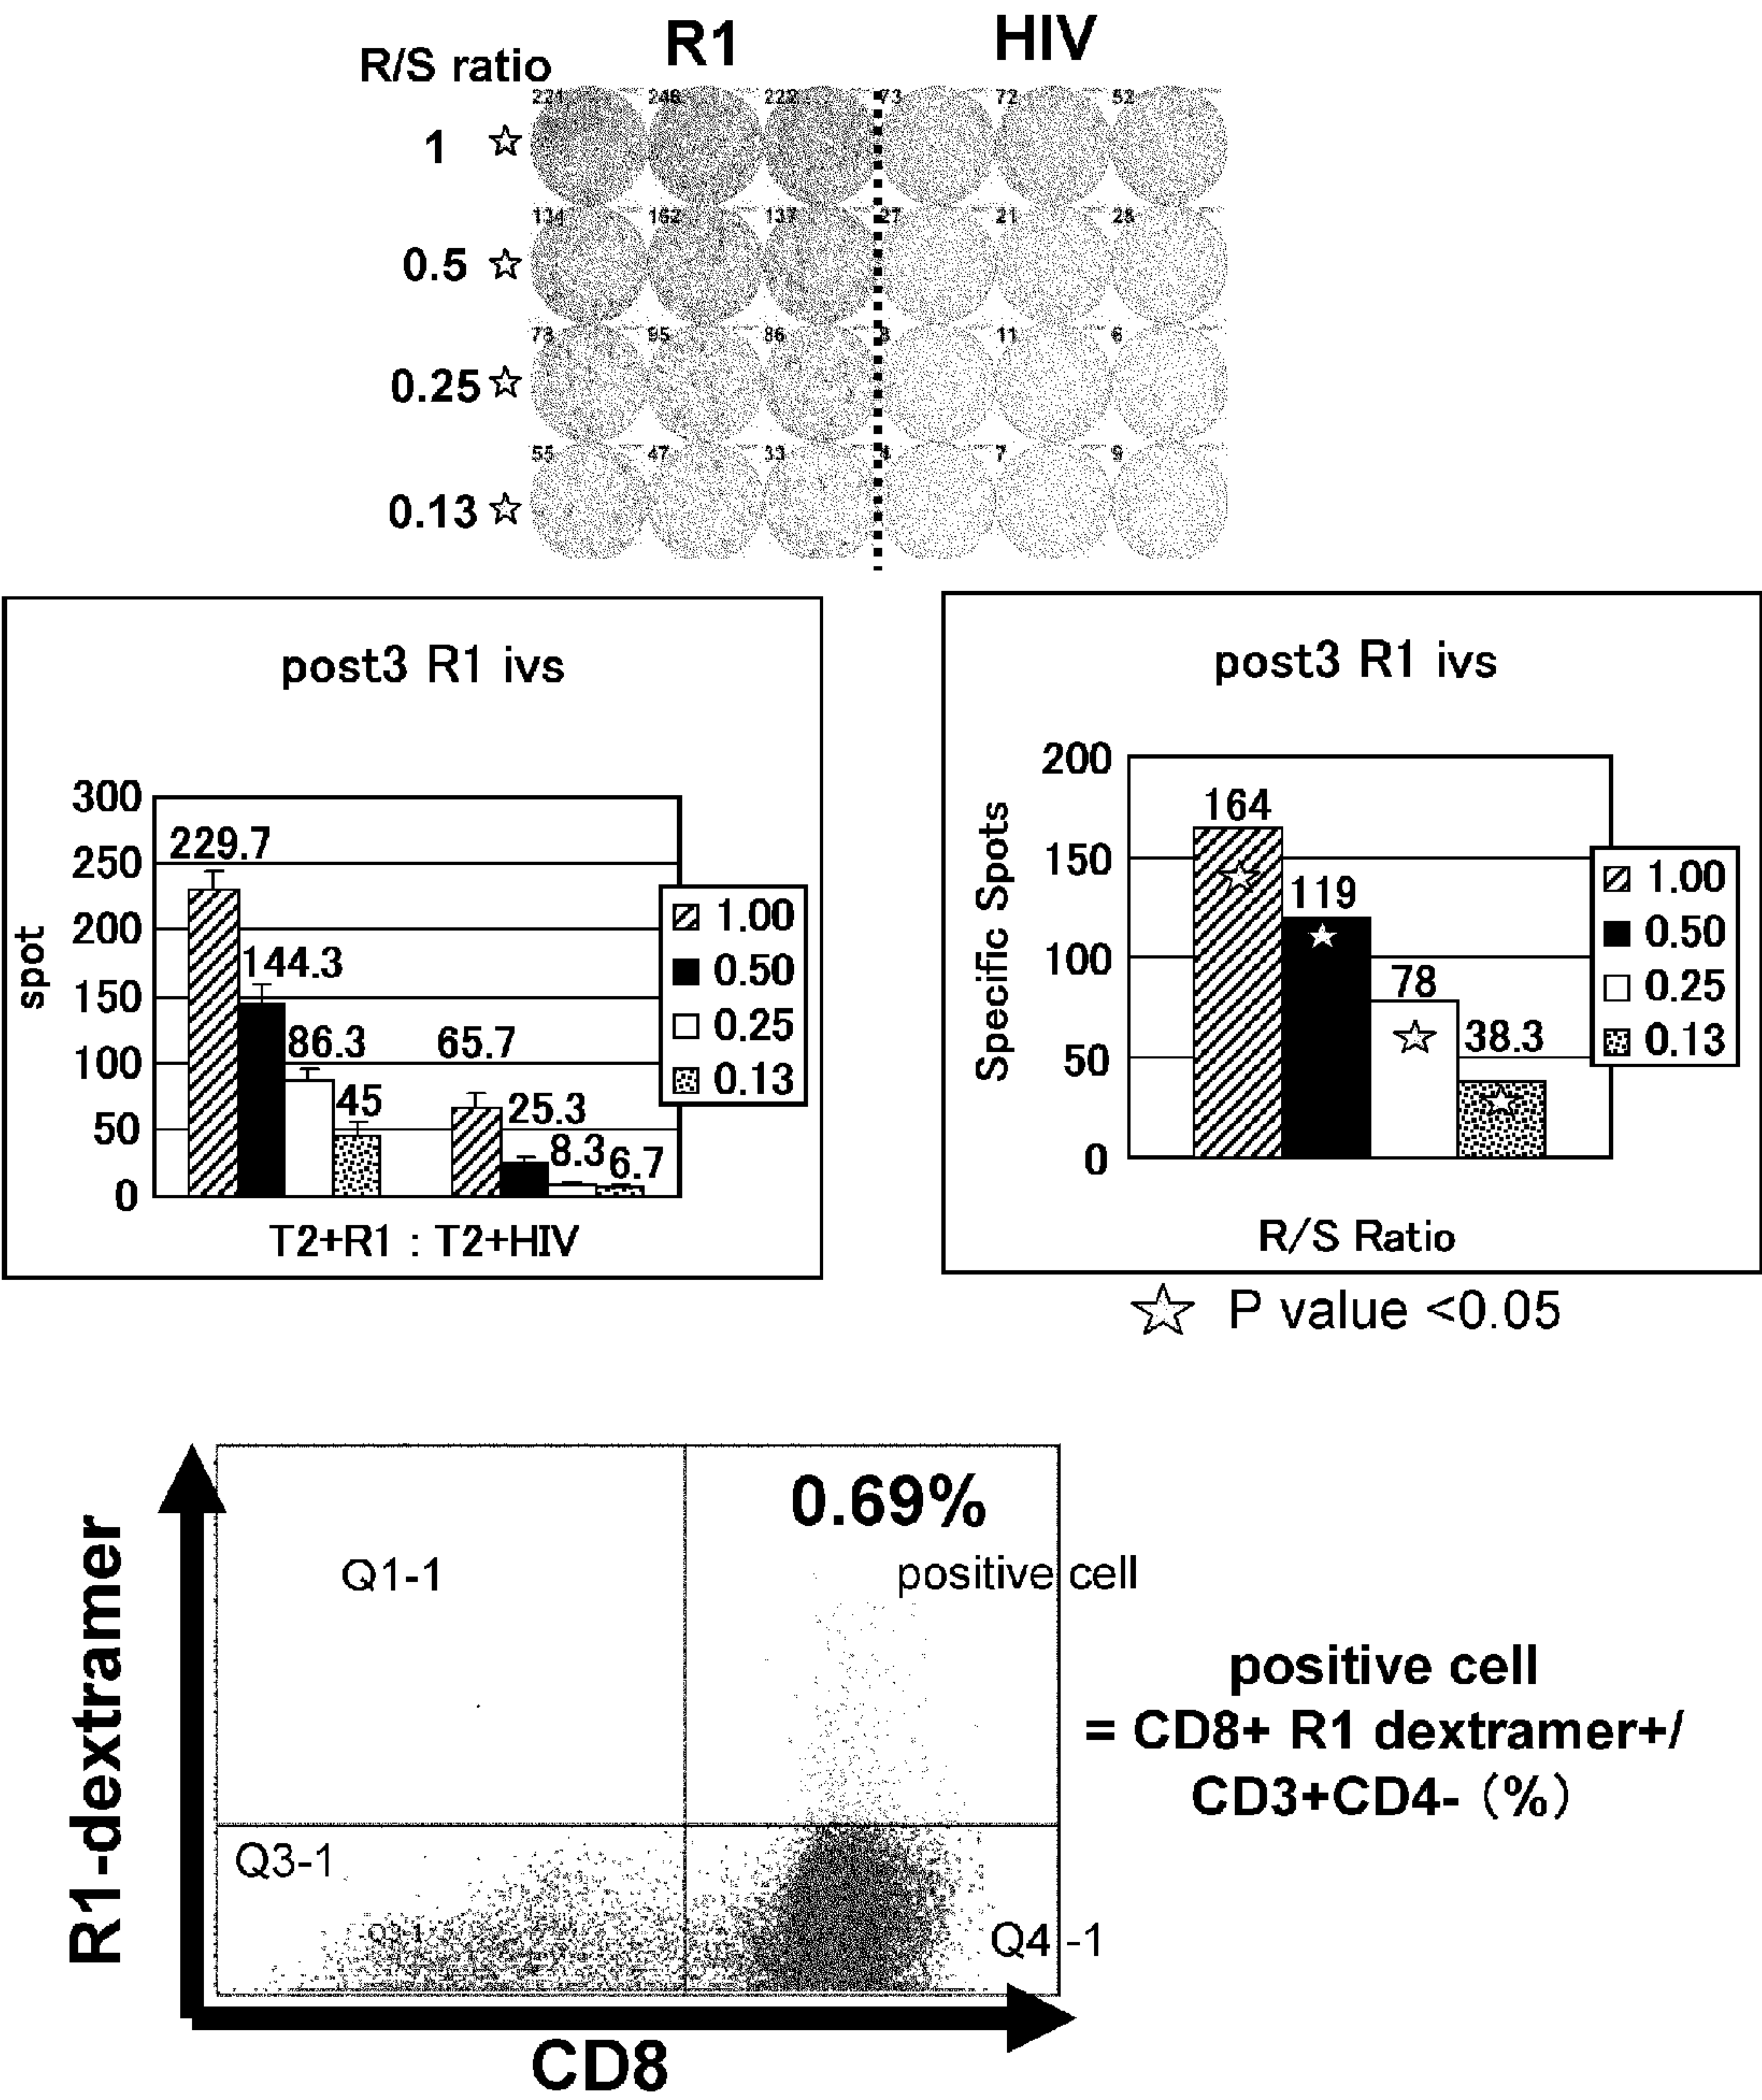 R1 HIV
R/S ratio
221 246 222 73 72 52
1
134 162 137 27 21 28
0.5
78 95 86 8 11 6
0.25
55 47 33 4 7 9
0.13
post3 R1 ivs
300
250
200
150
100
50
0
spot
229.7
144.3
86.3
45
65.7
25.3
8.3
6.7
1.00
0.50
0.25
0.13
T2+R1 : T2+HIV
post3 R1 ivs
200
150
100
50
0
Specific Spots
164
119
78
38.3
1.00
0.50
0.25
0.13
R/S Ratio
☆ P value <0.05
R1-dextramer
0.69%
Q1-1
positive cell
Q3-1
Q4-1
CD8
positive cell
= CD8+ R1 dextramer+/
CD3+CD4- (%)